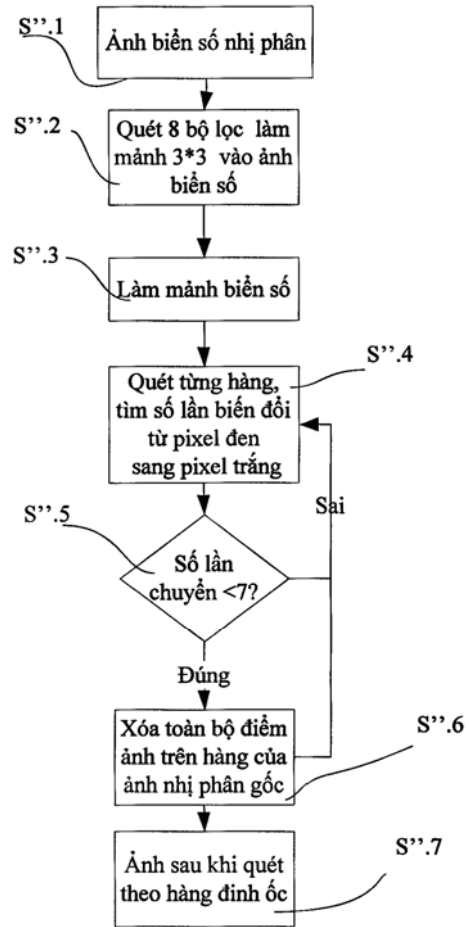 S’’.1
Ảnh biển số nhị phân
S’’.2
Quét 8 bộ lọc làm
mảnh 3*3 vào ảnh
biển số
S’’.3
Làm mảnh biển số
S’’.4
Quét từng hàng,
tìm số lần biến đổi
từ pixel đen
sang pixel trắng
Sai
S’’.5
Số lần
chuyển <7?
Đúng
Xóa toàn bộ điểm
ảnh trên hàng của
ảnh nhị phân gốc
S’’.6
Ảnh sau khi quét
theo hàng đinh ốc
S’’.7